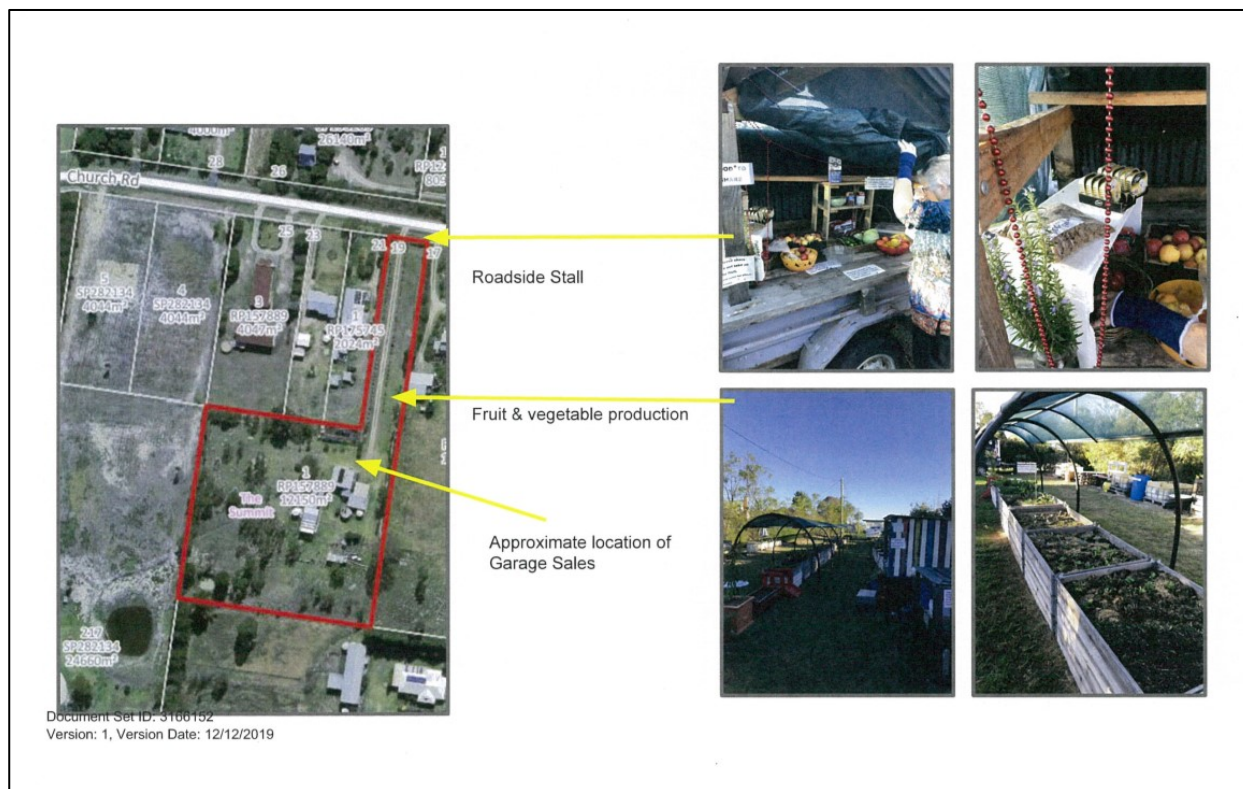 4000m²
26140m²
28
26
Church Rd
25
23
21
19
17
5
SP282134
4044m²
4
SP282134
4044m²
3
RP157889
4047m²
1
RP175745
2024m²
1
RP157889
12150m²
The
Summit
217
SP282134
24660m²
Roadside Stall
Fruit & vegetable production
Approximate location of
Garage Sales
Document Set ID: 3166152
Version: 1, Version Date: 12/12/2019